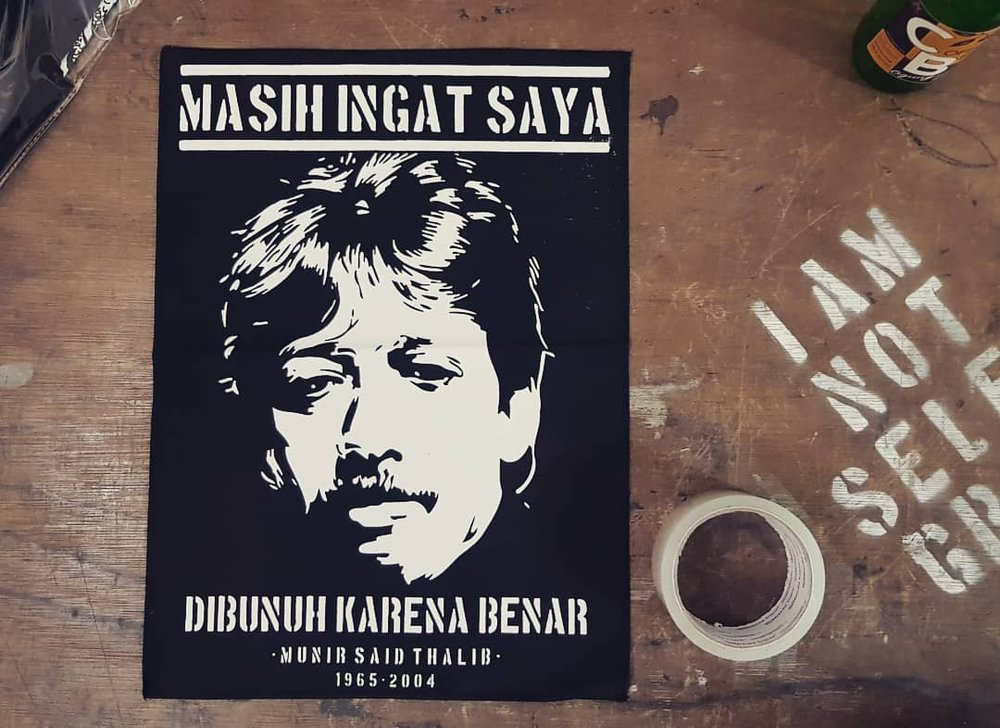 MASIH INGAT SAYA
DIBUNUH KARENA BENAR
·MUNIR SAID THALIB·
1965·2004
I AM
NOT
SELF